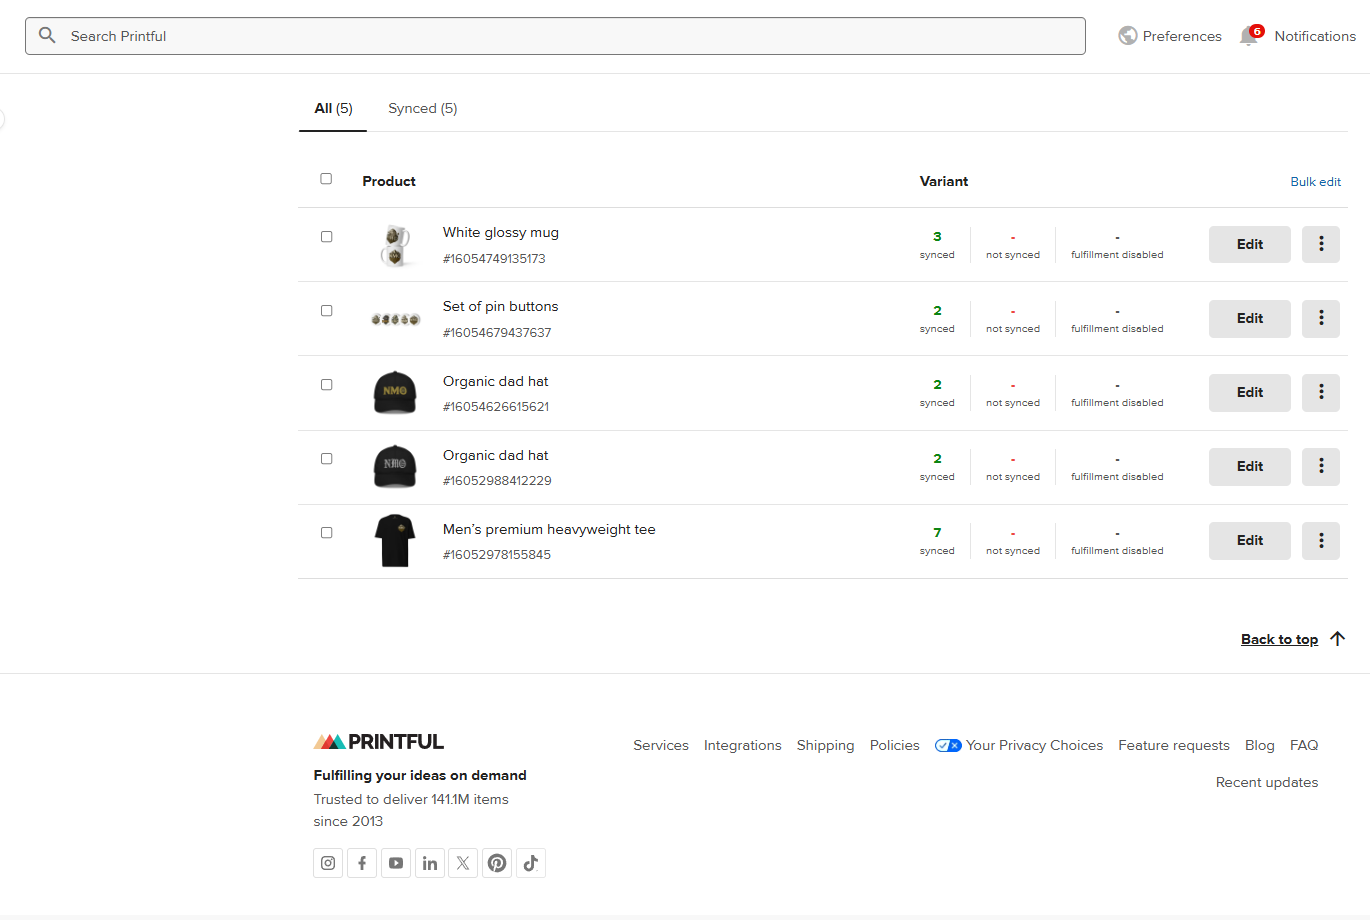 Search Printful
Preferences
6
Notifications
All (5)
Synced (5)
Product
Variant
Bulk edit
White glossy mug
#16054749135173
3
synced
-
not synced
-
fulfillment disabled
Edit
Set of pin buttons
#16054679437637
2
synced
-
not synced
-
fulfillment disabled
Edit
NMO
Organic dad hat
#16054626615621
2
synced
-
not synced
-
fulfillment disabled
Edit
NMO
Organic dad hat
#16052988412229
2
synced
-
not synced
-
fulfillment disabled
Edit
Men's premium heavyweight tee
#16052978155845
7
synced
-
not synced
-
fulfillment disabled
Edit
Back to top
PRINTFUL
Fulfilling your ideas on demand
Trusted to deliver 141.1M items
since 2013
Services
Integrations
Shipping
Policies
Your Privacy Choices
Feature requests
Blog
FAQ
Recent updates